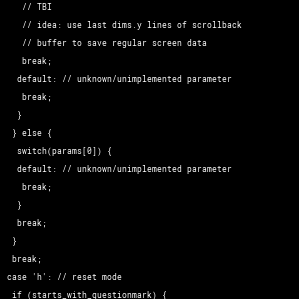 // TBI
// idea: use last dims.y lines of scrollback
// buffer to save regular screen data
break;
default: // unknown/unimplemented parameter
break;
}
} else {
switch(params[0]) {
default: // unknown/unimplemented parameter
break;
}
break;
}
break;
case 'h': // reset mode
if (starts_with_questionmark) {